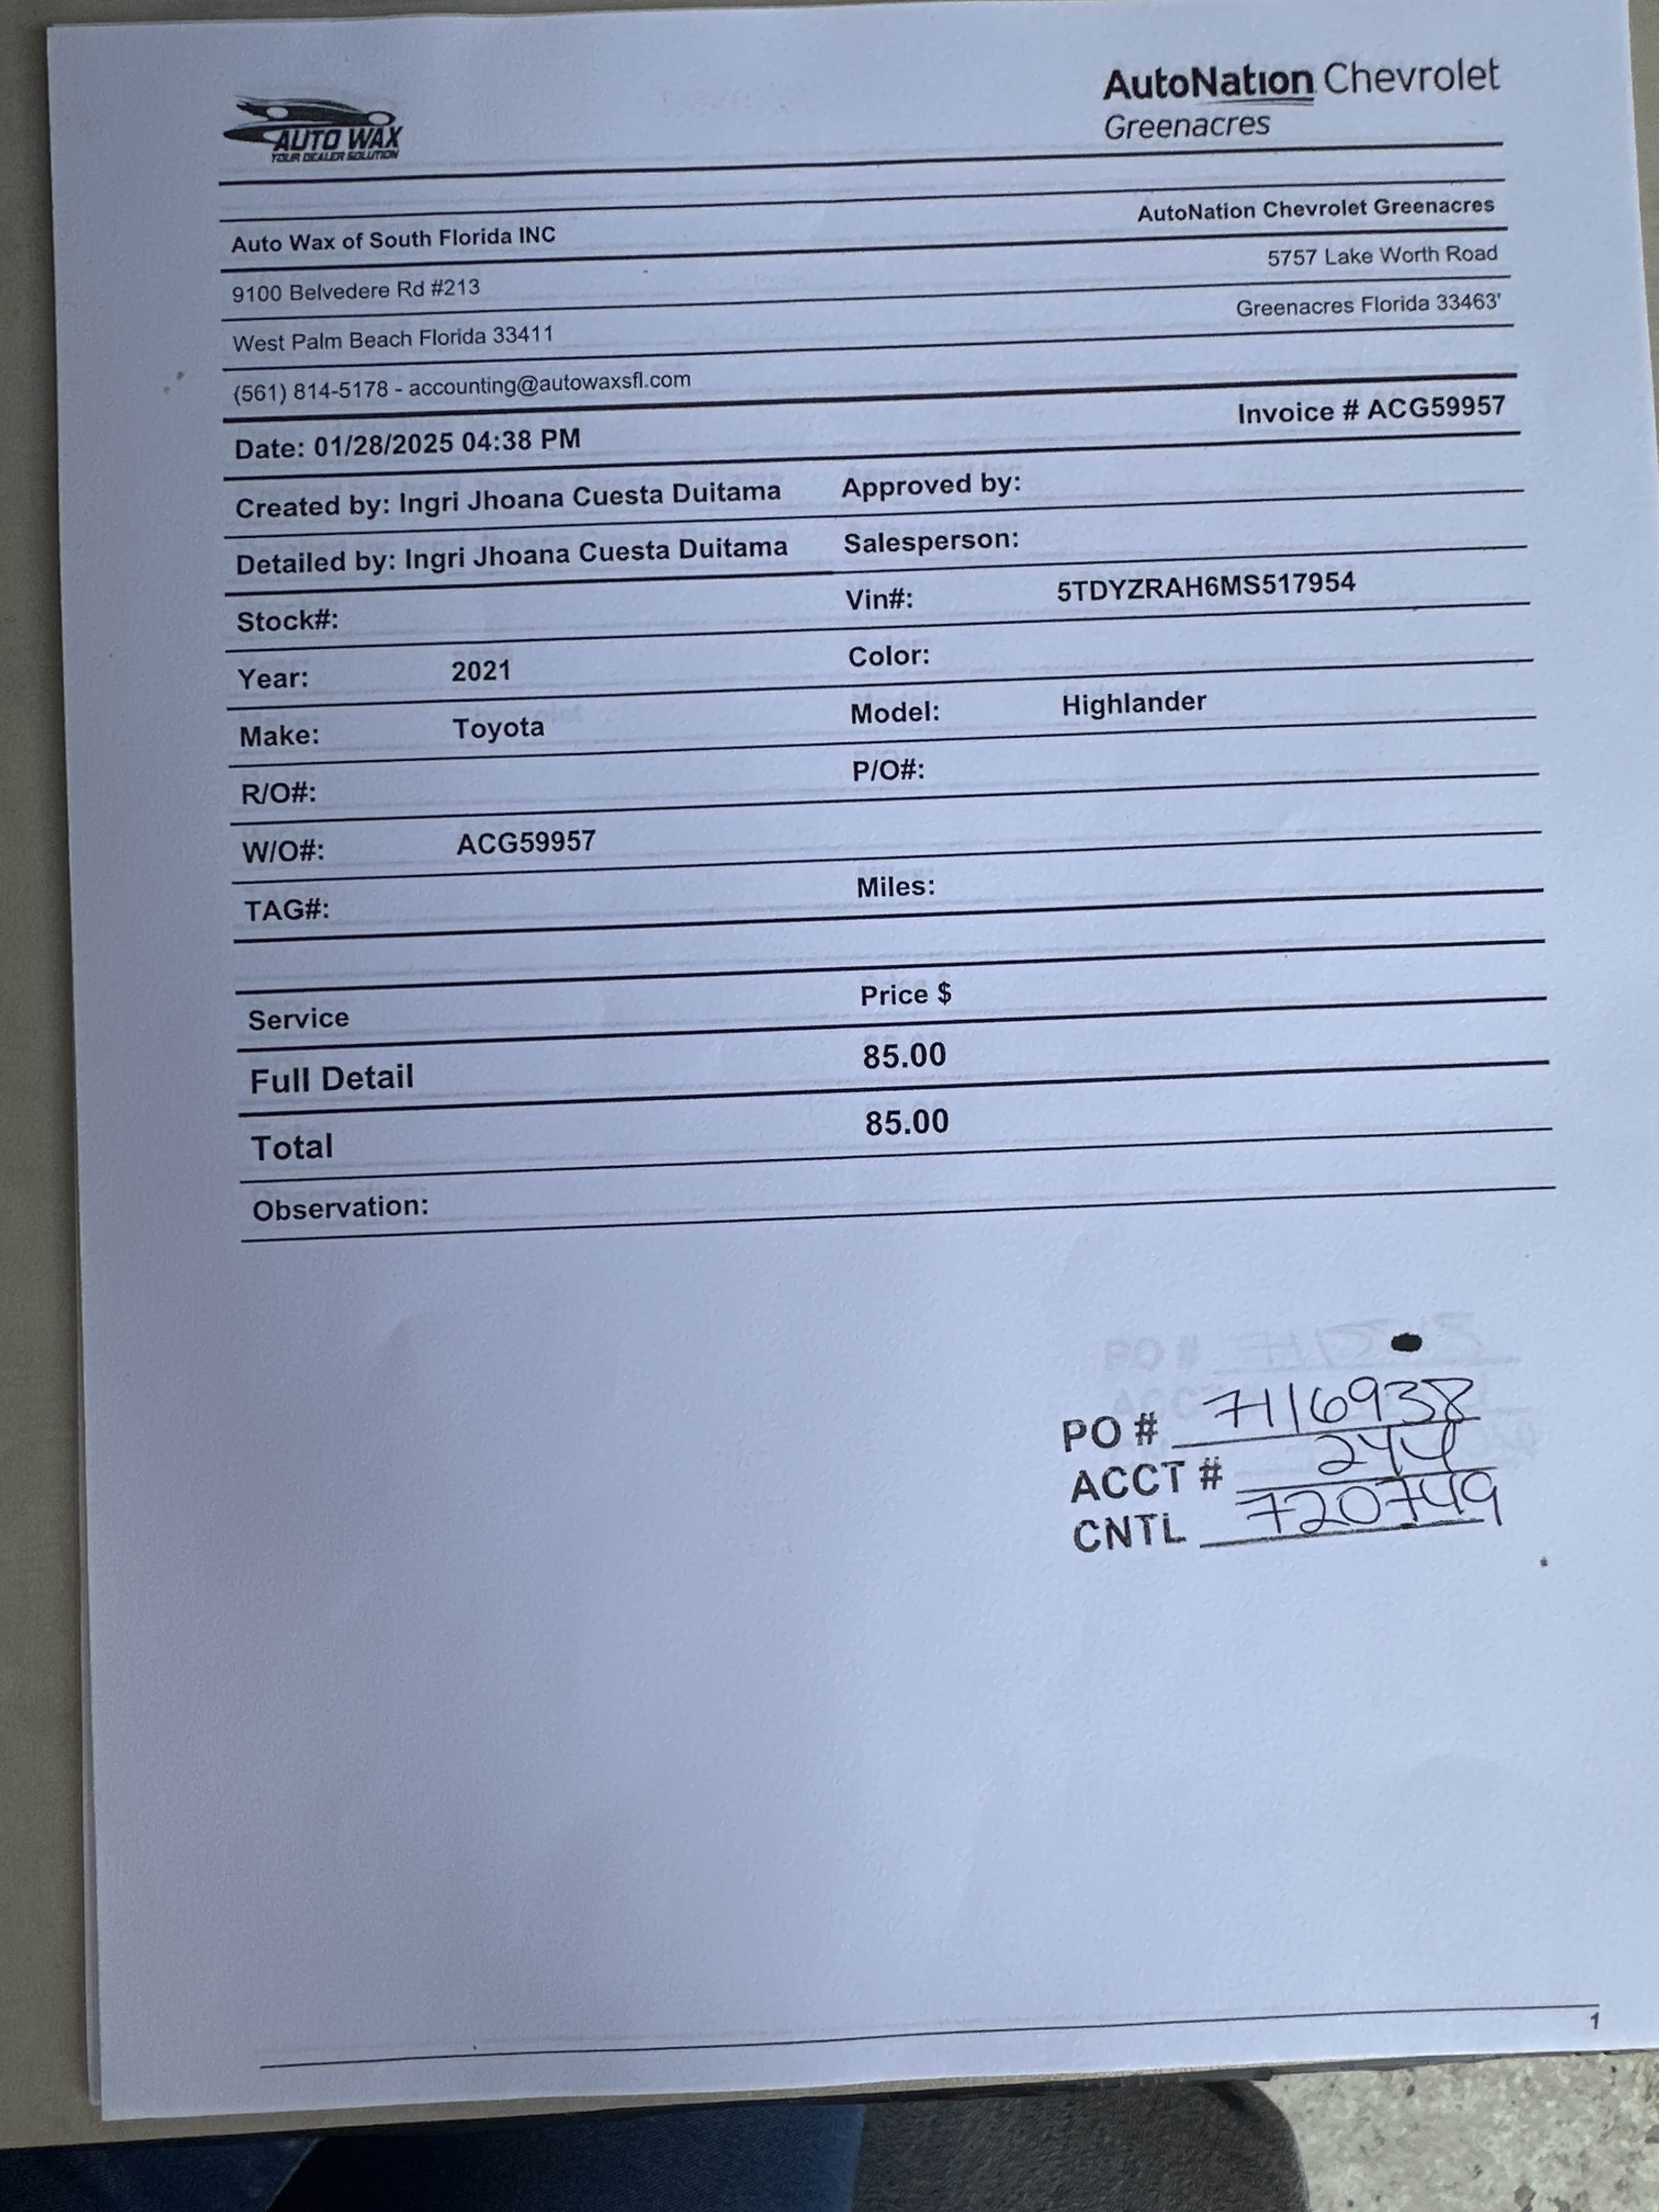 AUTO WAX
YOUR DEALER SOLUTION
AutoNation Chevrolet
Greenacres
Auto Wax of South Florida INC AutoNation Chevrolet Greenacres
9100 Belvedere Rd #213 5757 Lake Worth Road
West Palm Beach Florida 33411 Greenacres Florida 33463'
(561) 814-5178 - accounting@autowaxsfl.com
Date: 01/28/2025 04:38 PM Invoice # ACG59957
Created by: Ingri Jhoana Cuesta Duitama Approved by:
Detailed by: Ingri Jhoana Cuesta Duitama Salesperson:
Stock#: Vin#: 5TDYZRAH6MS517954
Year: 2021 Color:
Make: Toyota Model: Highlander
R/O#: P/O#:
W/O#: ACG59957
TAG#: Miles:
Service Price $
Full Detail 85.00
Total 85.00
Observation:
PO # 7116938
ACCT # 244
CNTL 720749
1